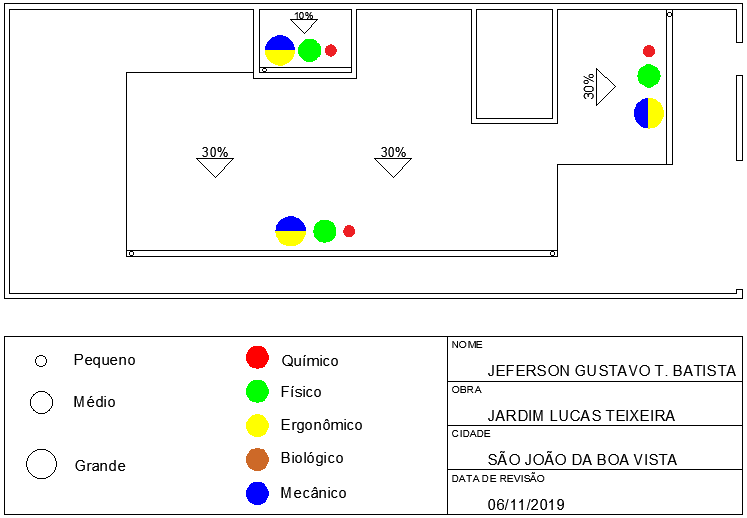 10%
30%
30%
30%
Pequeno
Médio
Grande
Químico
Físico
Ergonômico
Biológico
Mecânico
NOME
JEFERSON GUSTAVO T. BATISTA
OBRA
JARDIM LUCAS TEIXEIRA
CIDADE
SÃO JOÃO DA BOA VISTA
DATA DE REVISÃO
06/11/2019